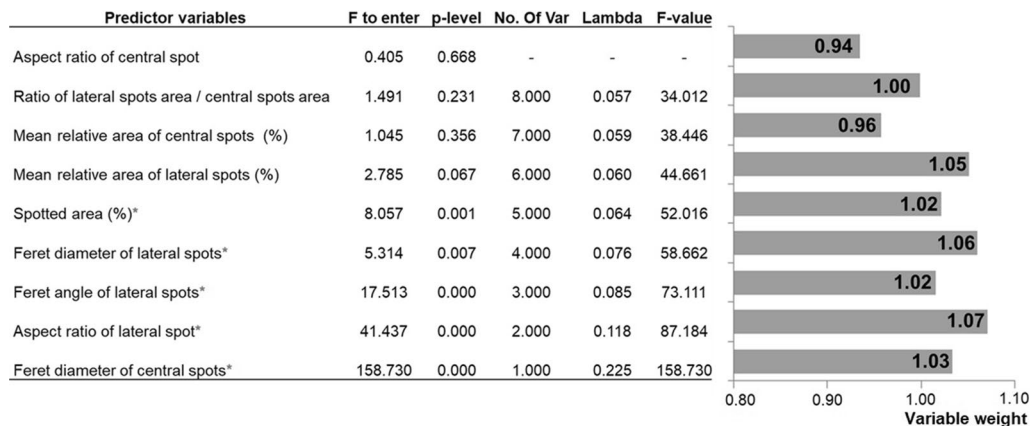 Predictor variables F to enter p-level No. Of Var Lambda F-value
Aspect ratio of central spot 0.405 0.668 - - - 0.94
Ratio of lateral spots area / central spots area 1.491 0.231 8.000 0.057 34.012 1.00
Mean relative area of central spots (%) 1.045 0.356 7.000 0.059 38.446 0.96
Mean relative area of lateral spots (%) 2.785 0.067 6.000 0.060 44.661 1.05
Spotted area (%)* 8.057 0.001 5.000 0.064 52.016 1.02
Feret diameter of lateral spots* 5.314 0.007 4.000 0.076 58.662 1.06
Feret angle of lateral spots* 17.513 0.000 3.000 0.085 73.111 1.02
Aspect ratio of lateral spot* 41.437 0.000 2.000 0.118 87.184 1.07
Feret diameter of central spots* 158.730 0.000 1.000 0.225 158.730 1.03
0.80 0.90 1.00 1.10
Variable weight